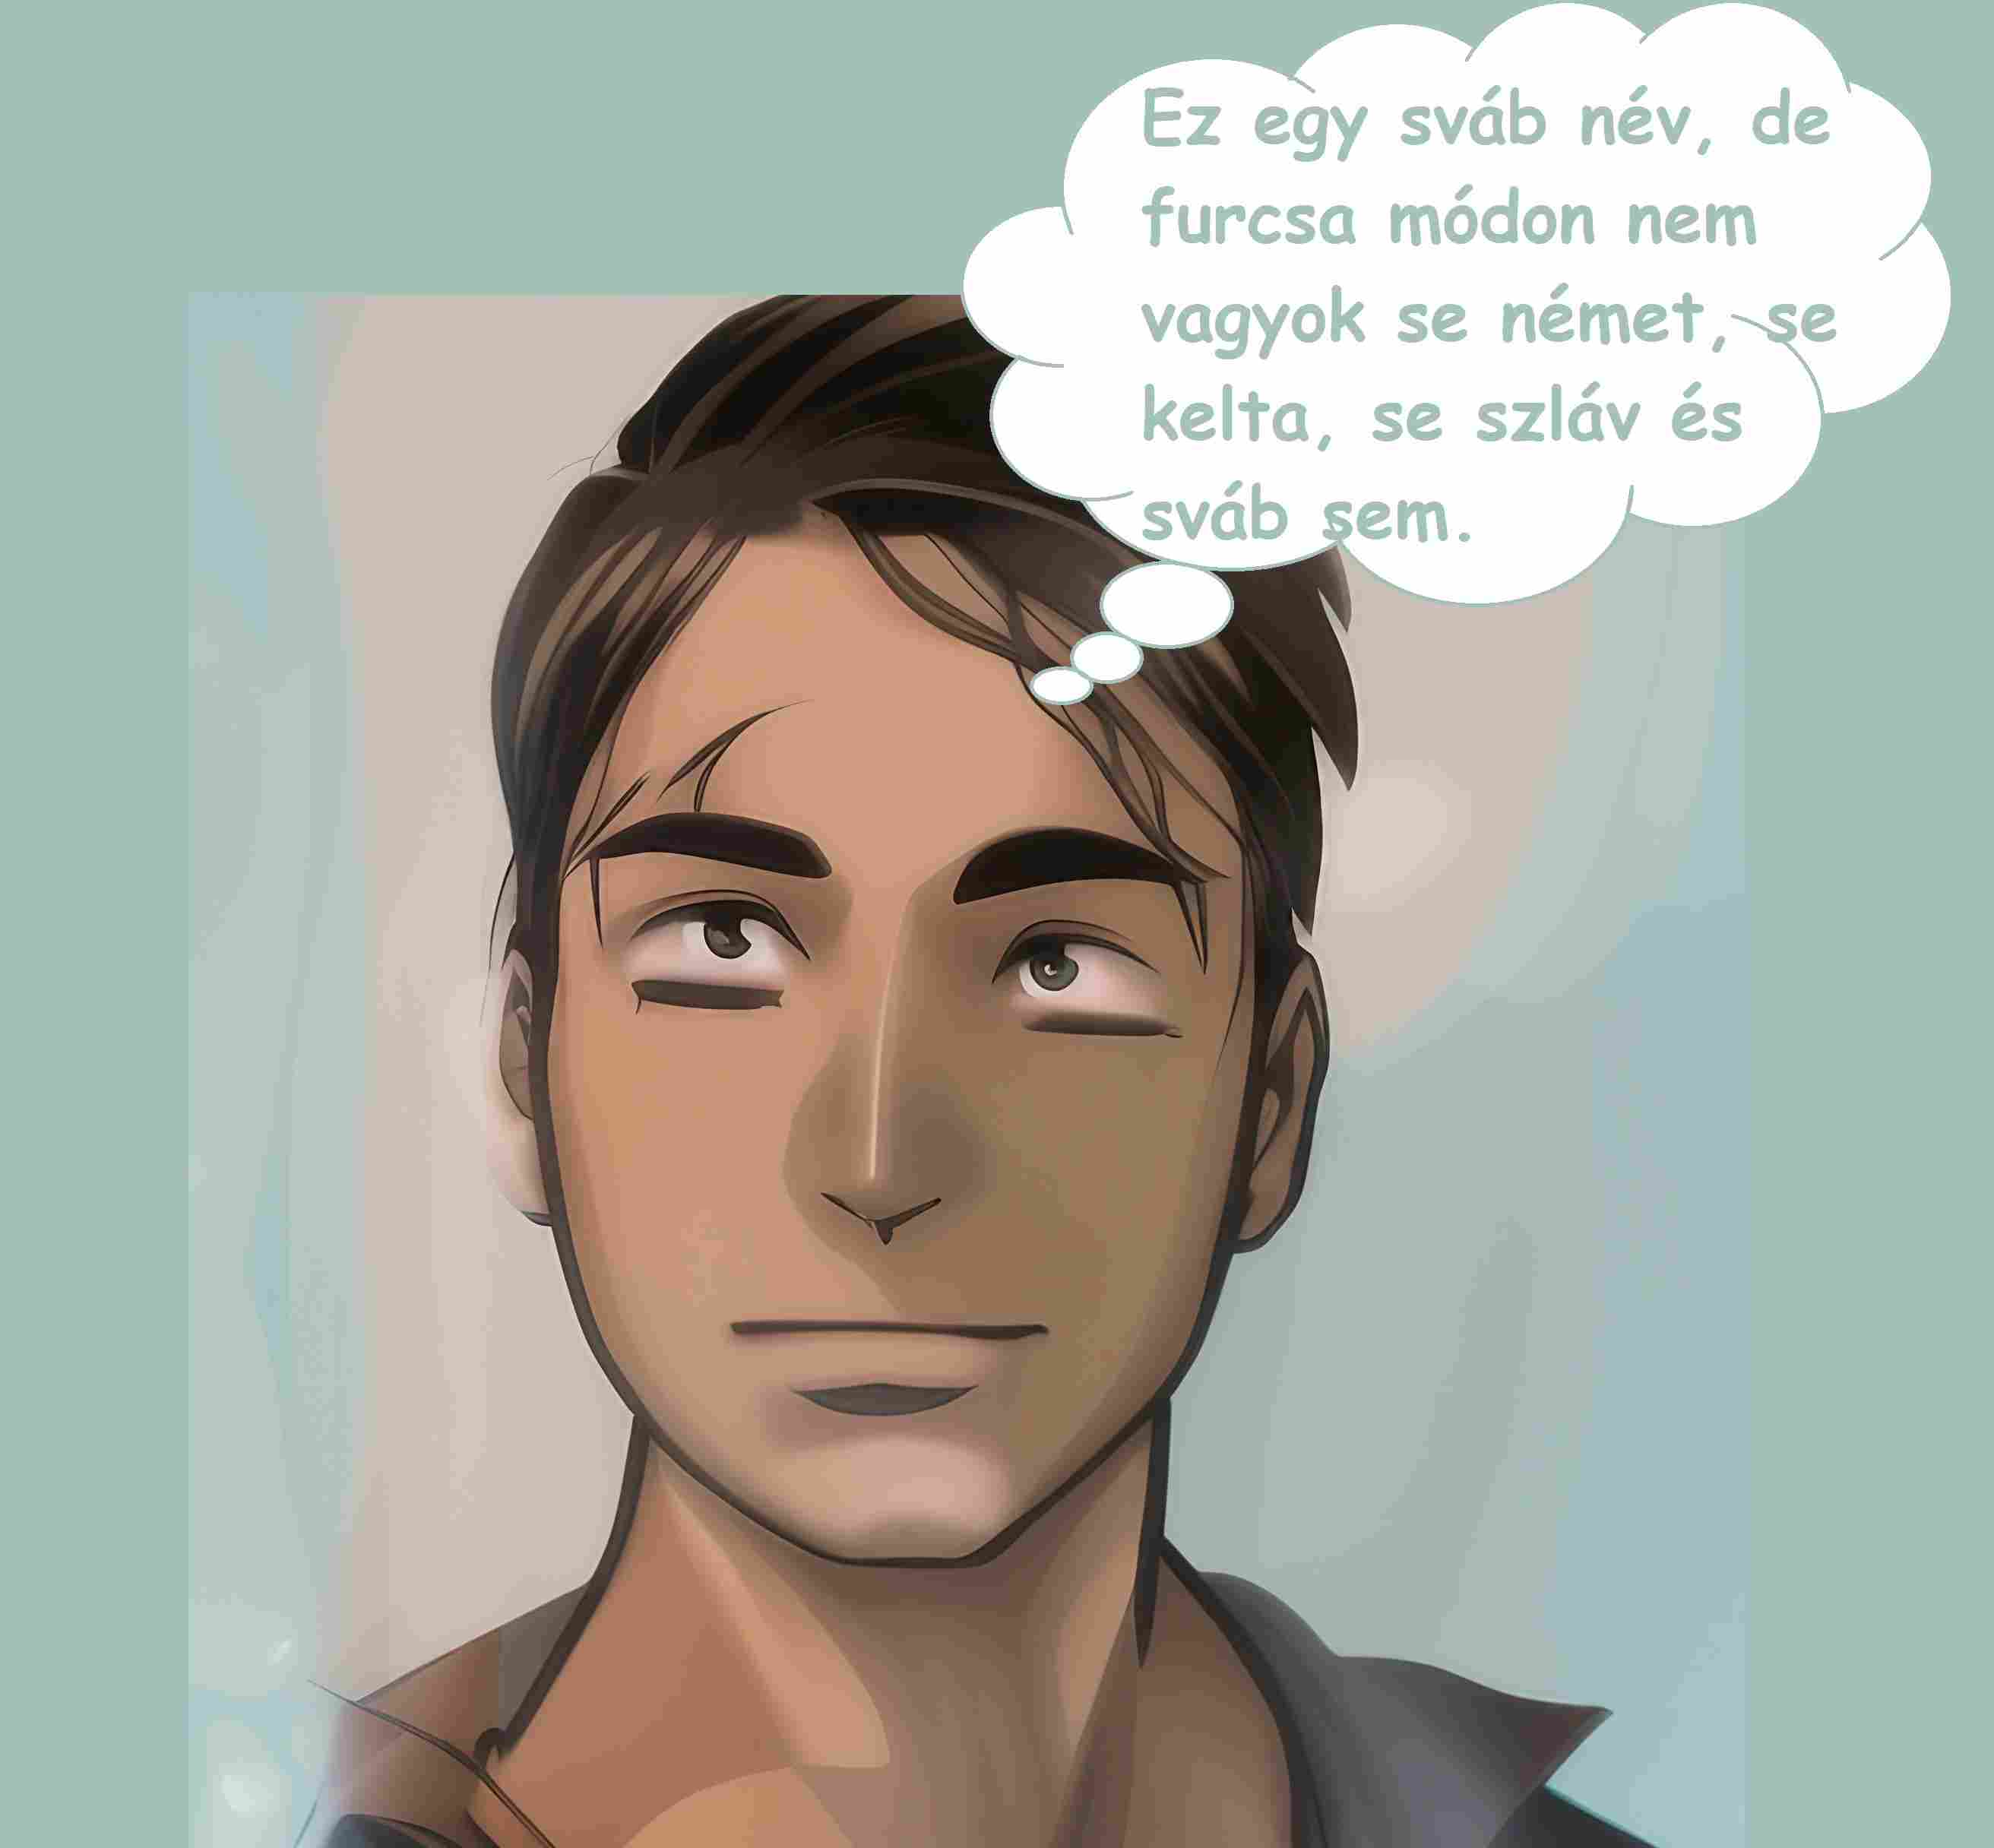 Ez egy sváb név, de
furcsa módon nem
vagyok se német, se
kelta, se szláv és
sváb sem.